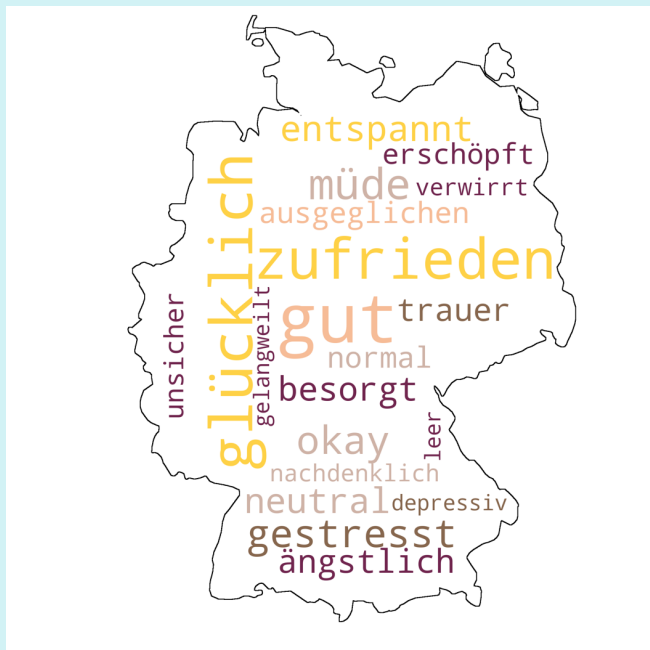 entspannt
erschöpft
müde
verwirrt
ausgeglichen
glücklich
zufrieden
gut
trauer
unsicher
gelangweilt
normal
besorgt
leer
okay
nachdenklich
neutral
depressiv
gestresst
ängstlich